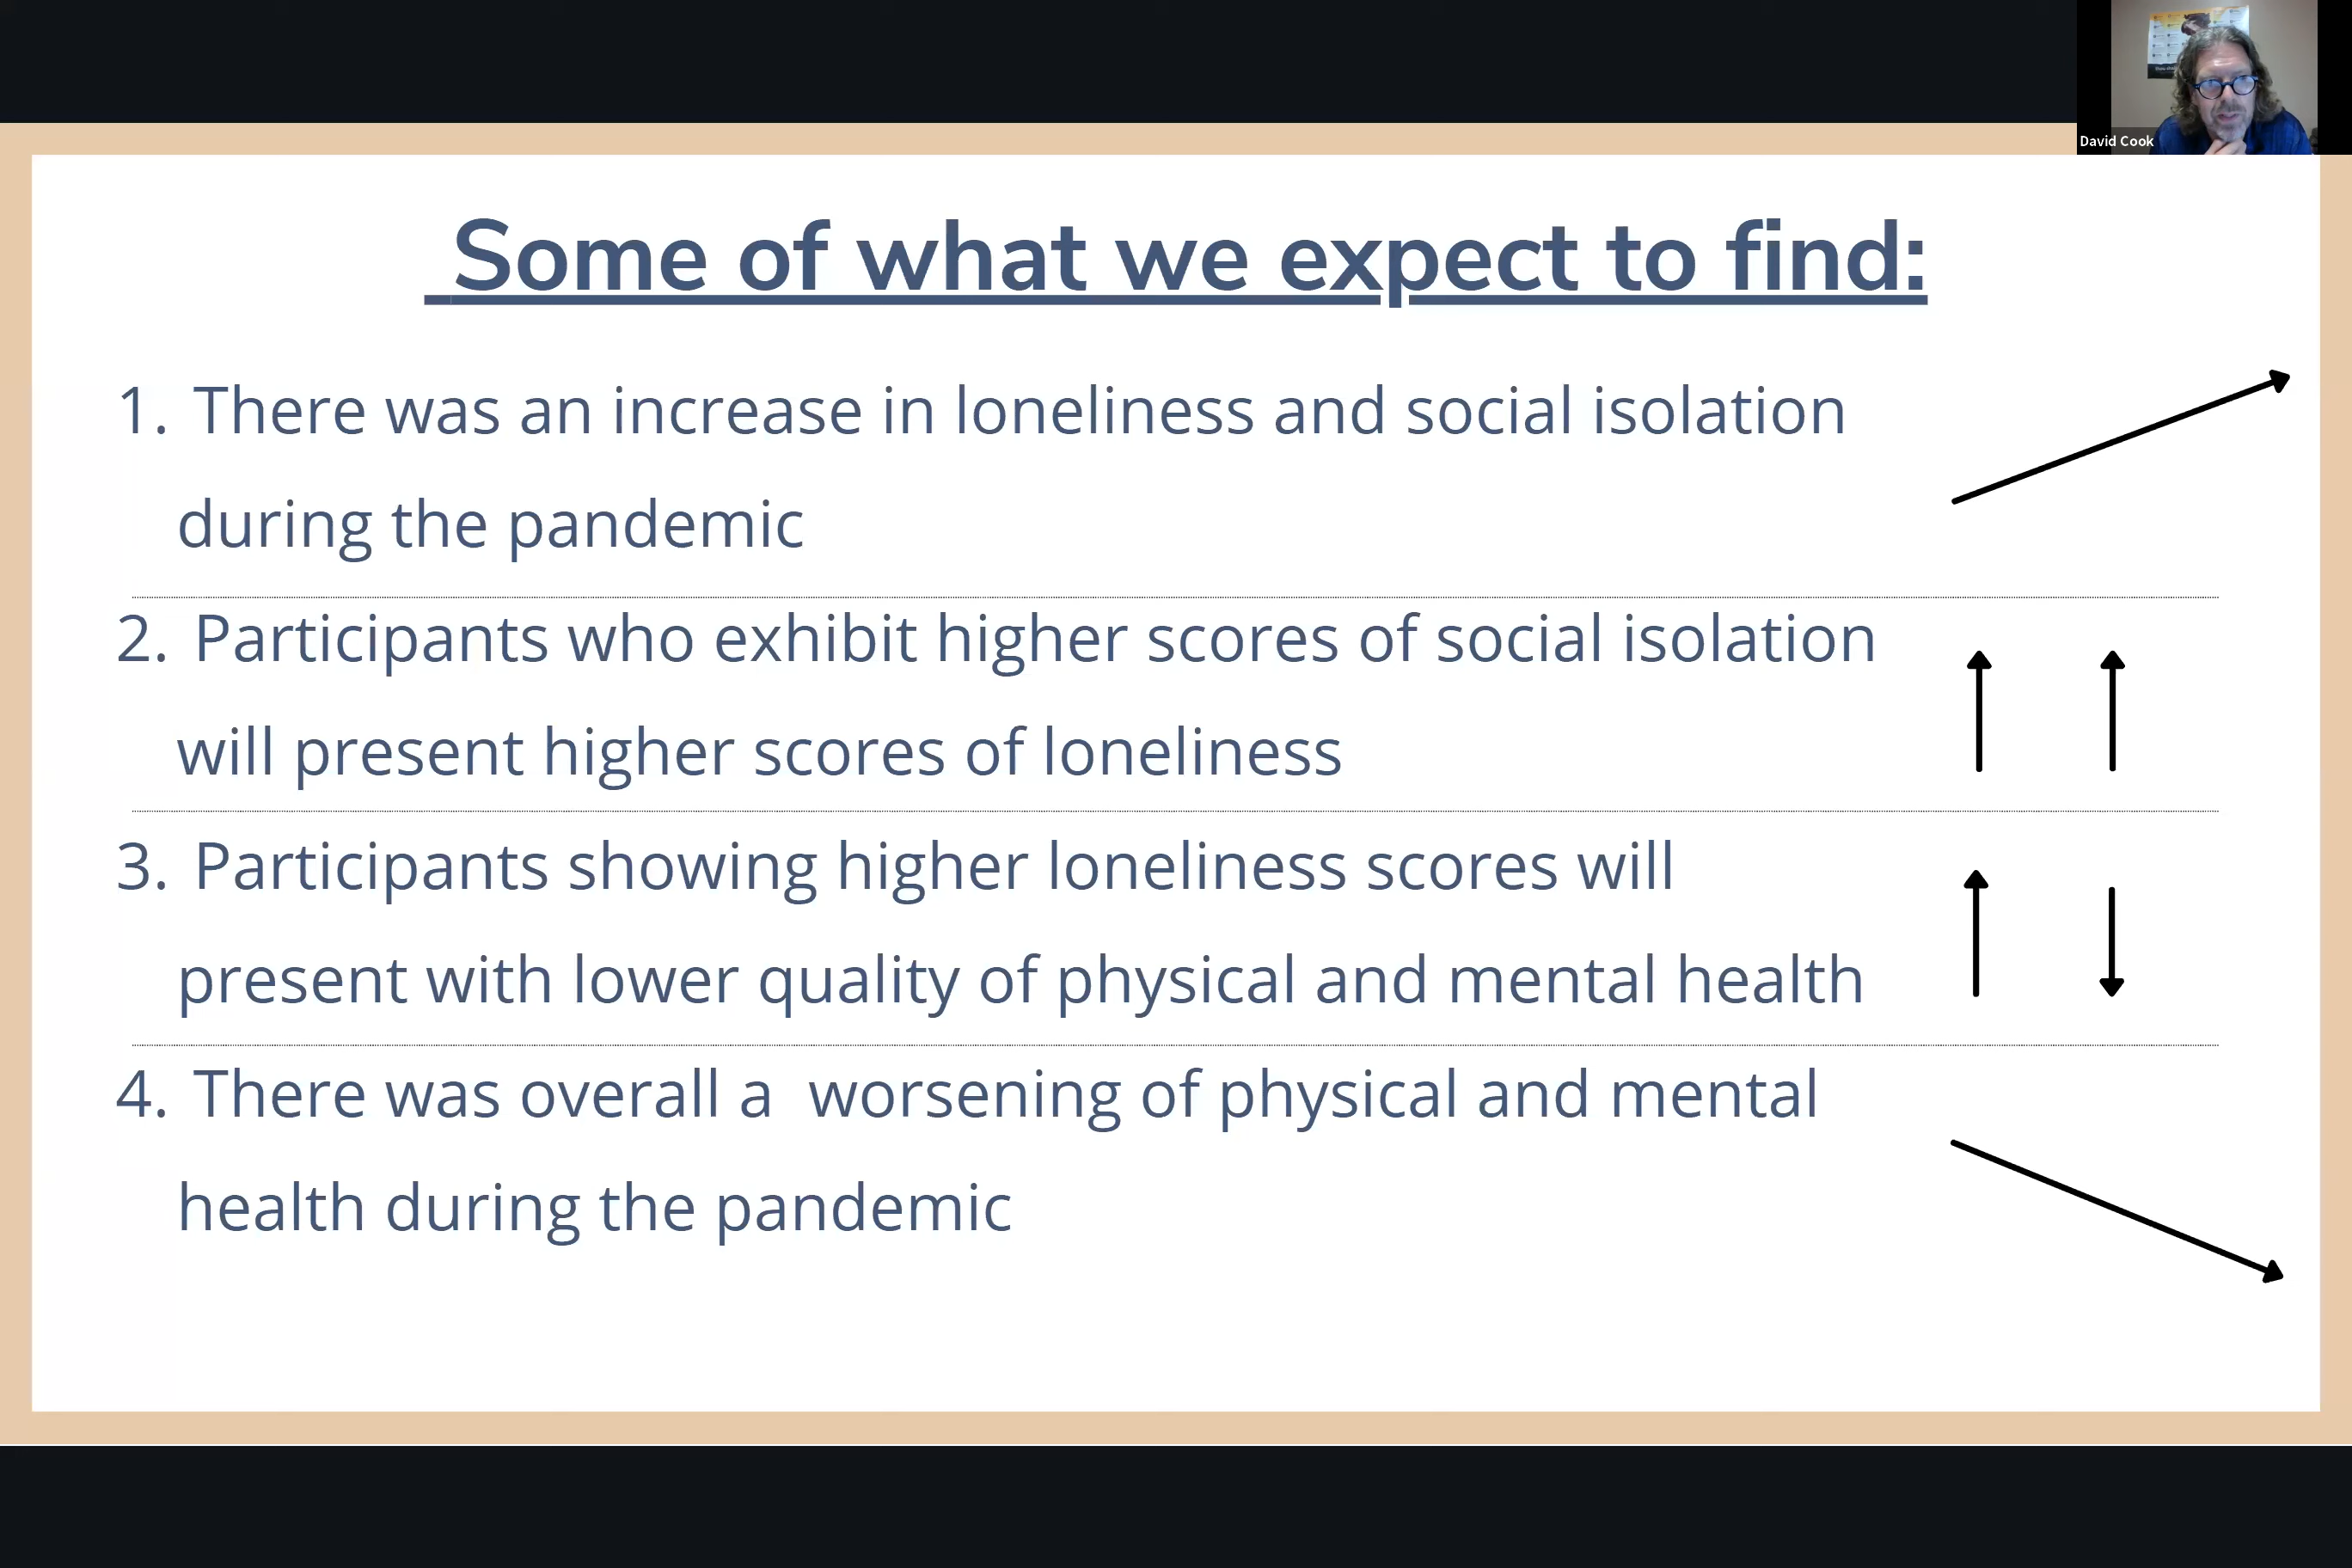 David Cook
Some of what we expect to find:
1. There was an increase in loneliness and social isolation
during the pandemic
2. Participants who exhibit higher scores of social isolation
will present higher scores of loneliness
3. Participants showing higher loneliness scores will
present with lower quality of physical and mental health
4. There was overall a  worsening of physical and mental
health during the pandemic